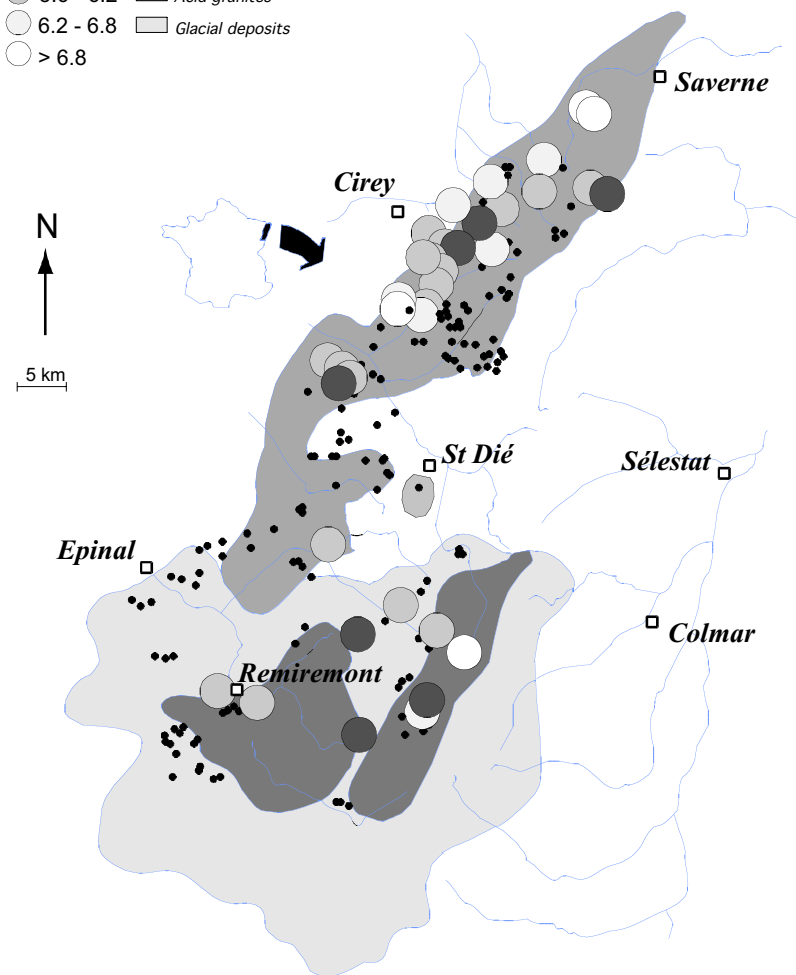 6.2 - 6.8 Glacial deposits
> 6.8
Saverne
Cirey
N
5 km
St Dié
Sélestat
Epinal
Colmar
Remiremont